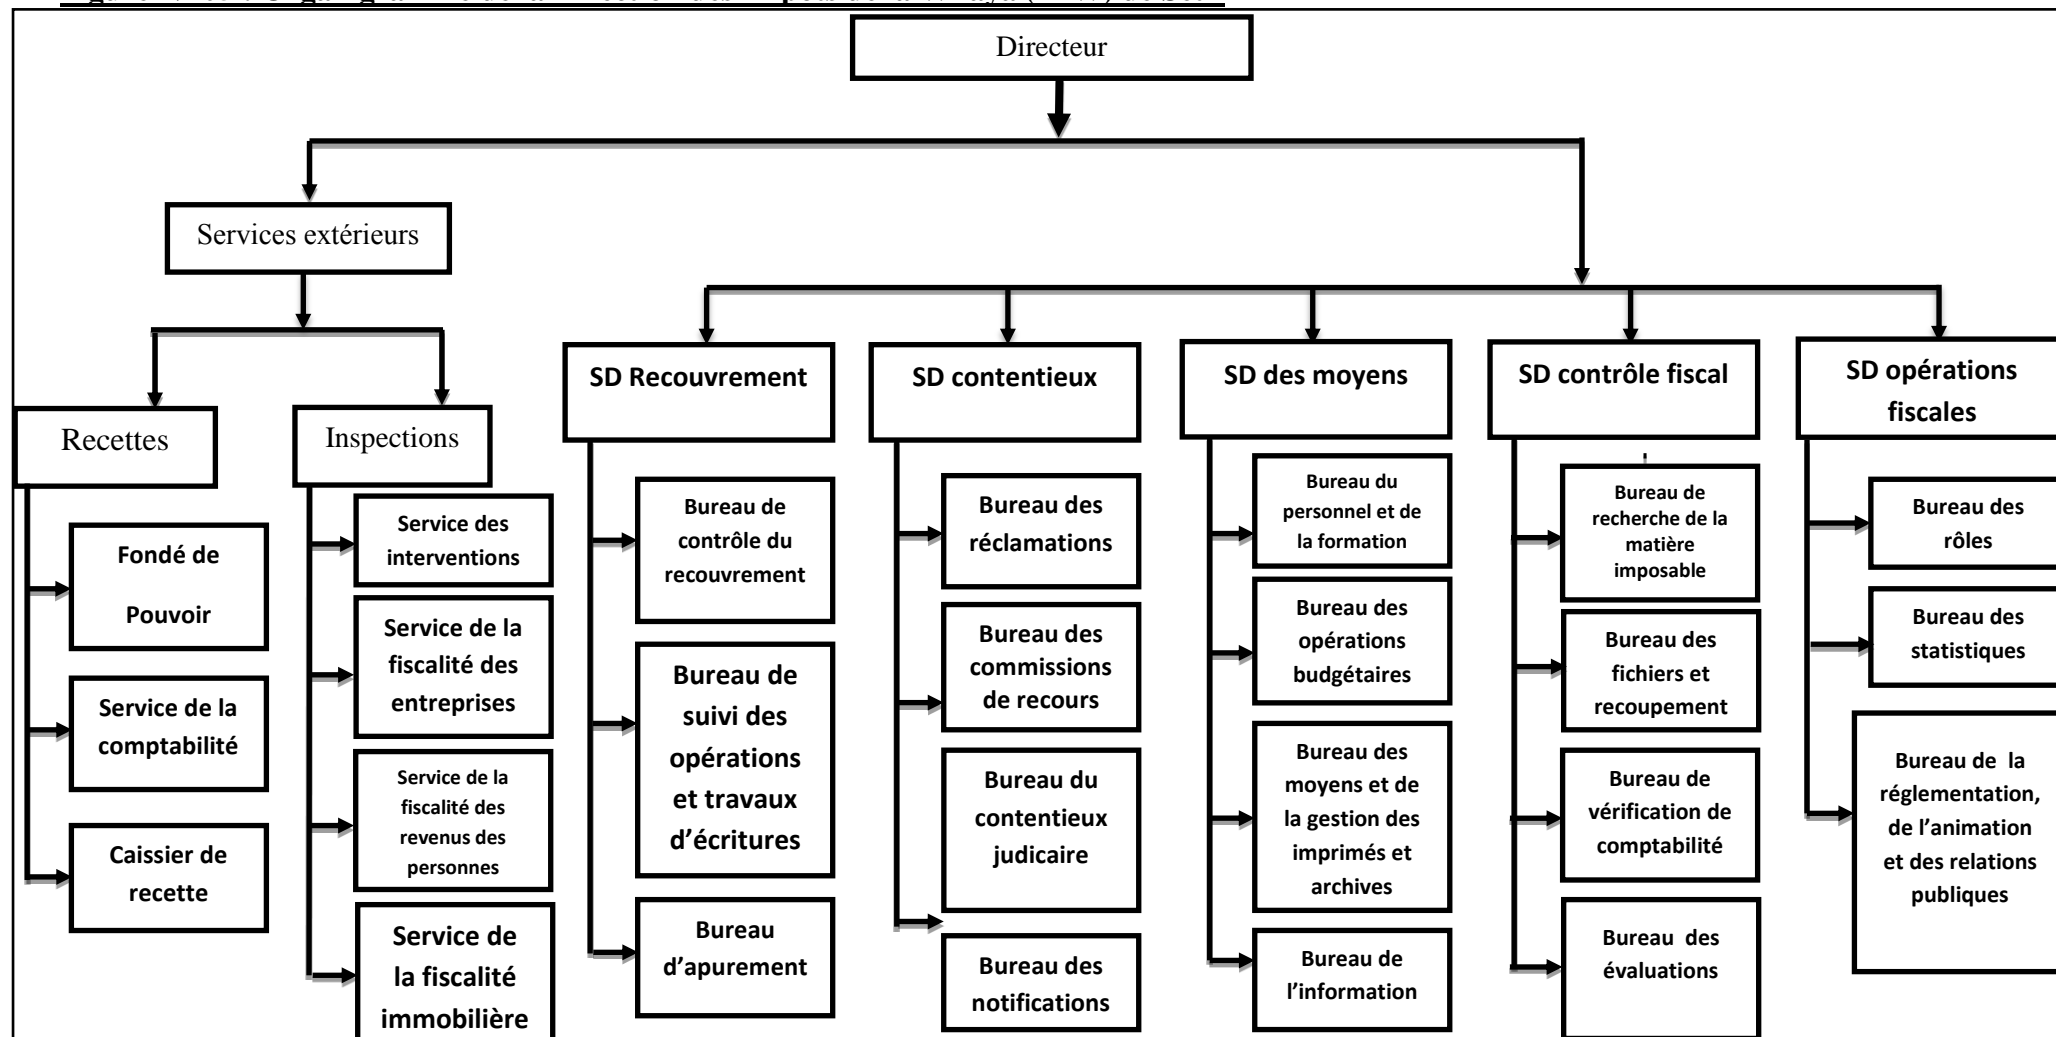 Directeur
Services extérieurs
Recettes
Fondé de
Pouvoir
Service de la
comptabilité
Caissier de
recette
Inspections
Service des
interventions
Service de la
fiscalité des
entreprises
Service de la
fiscalité des
revenus des
personnes
Service de
la fiscalité
immobilière
SD Recouvrement
Bureau de
contrôle du
recouvrement
Bureau de
suivi des
opérations
et travaux
d’écritures
Bureau
d’apurement
SD contentieux
Bureau des
réclamations
Bureau des
commissions
de recours
Bureau du
contentieux
judicaire
Bureau des
notifications
SD des moyens
Bureau du
personnel et de
la formation
Bureau des
opérations
budgétaires
Bureau des
moyens et de
la gestion des
imprimés et
archives
Bureau de
l’information
SD contrôle fiscal
Bureau de
recherche de la
matière
imposable
Bureau des
fichiers et
recoupement
Bureau de
vérification de
comptabilité
Bureau des
évaluations
SD opérations
fiscales
Bureau des
rôles
Bureau des
statistiques
Bureau de la
réglementation,
de l’animation
et des relations
publiques